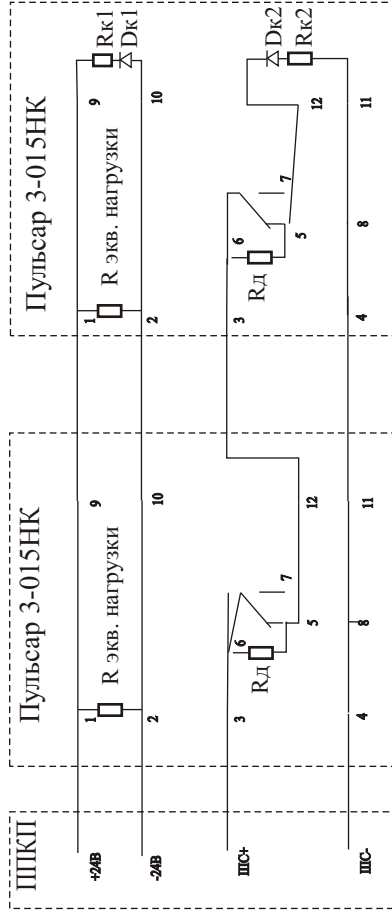 ППКП
+24В
-24В
ШС+
ШС-
Пульсар 3-015НК
1
R экв. нагрузки
2
9
10
3
6
Rд
7
5
12
4
8
11
Пульсар 3-015НК
1
R экв. нагрузки
2
9
10
Rк1
Dк1
3
6
Rд
7
5
12
Dк2
Rк2
4
8
11